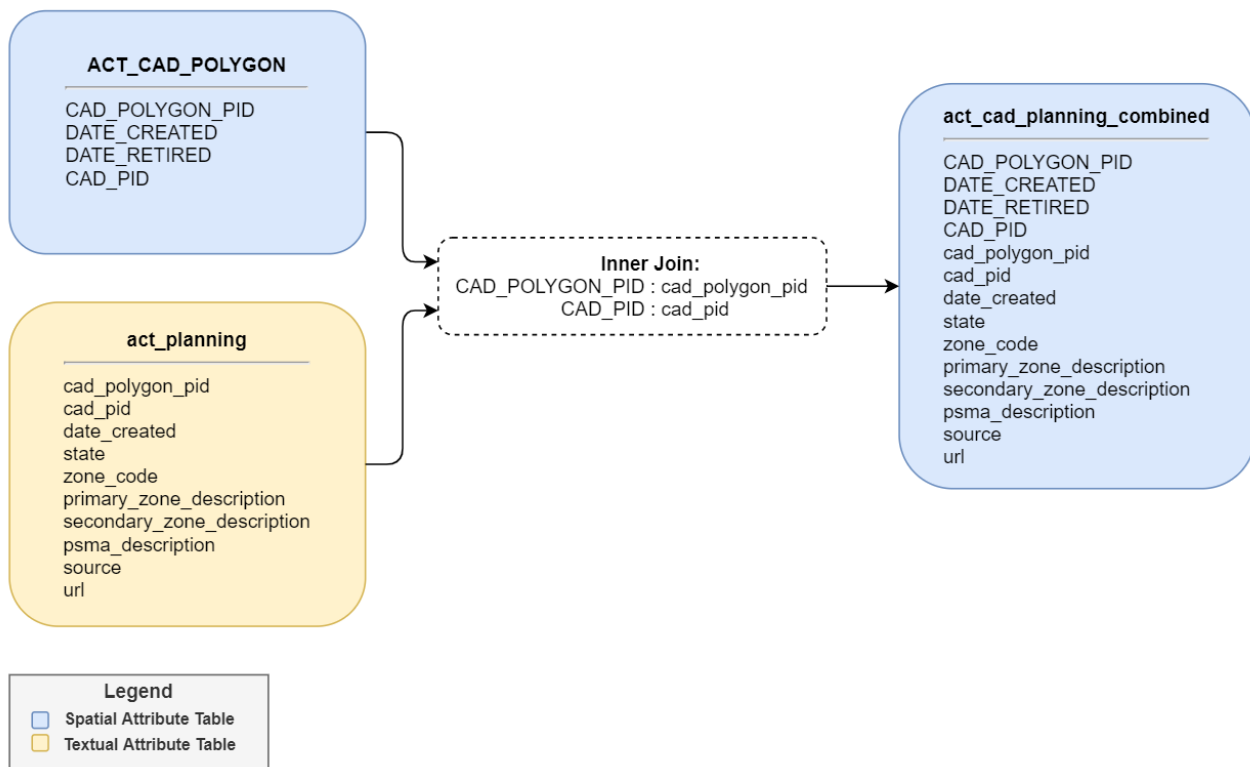 ACT_CAD_POLYGON
CAD_POLYGON_PID
DATE_CREATED
DATE_RETIRED
CAD_PID
act_planning
cad_polygon_pid
cad_pid
date_created
state
zone_code
primary_zone_description
secondary_zone_description
psma_description
source
url
Inner Join:
CAD_POLYGON_PID : cad_polygon_pid
CAD_PID : cad_pid
act_cad_planning_combined
CAD_POLYGON_PID
DATE_CREATED
DATE_RETIRED
CAD_PID
cad_polygon_pid
cad_pid
date_created
state
zone_code
primary_zone_description
secondary_zone_description
psma_description
source
url
Legend
Spatial Attribute Table
Textual Attribute Table